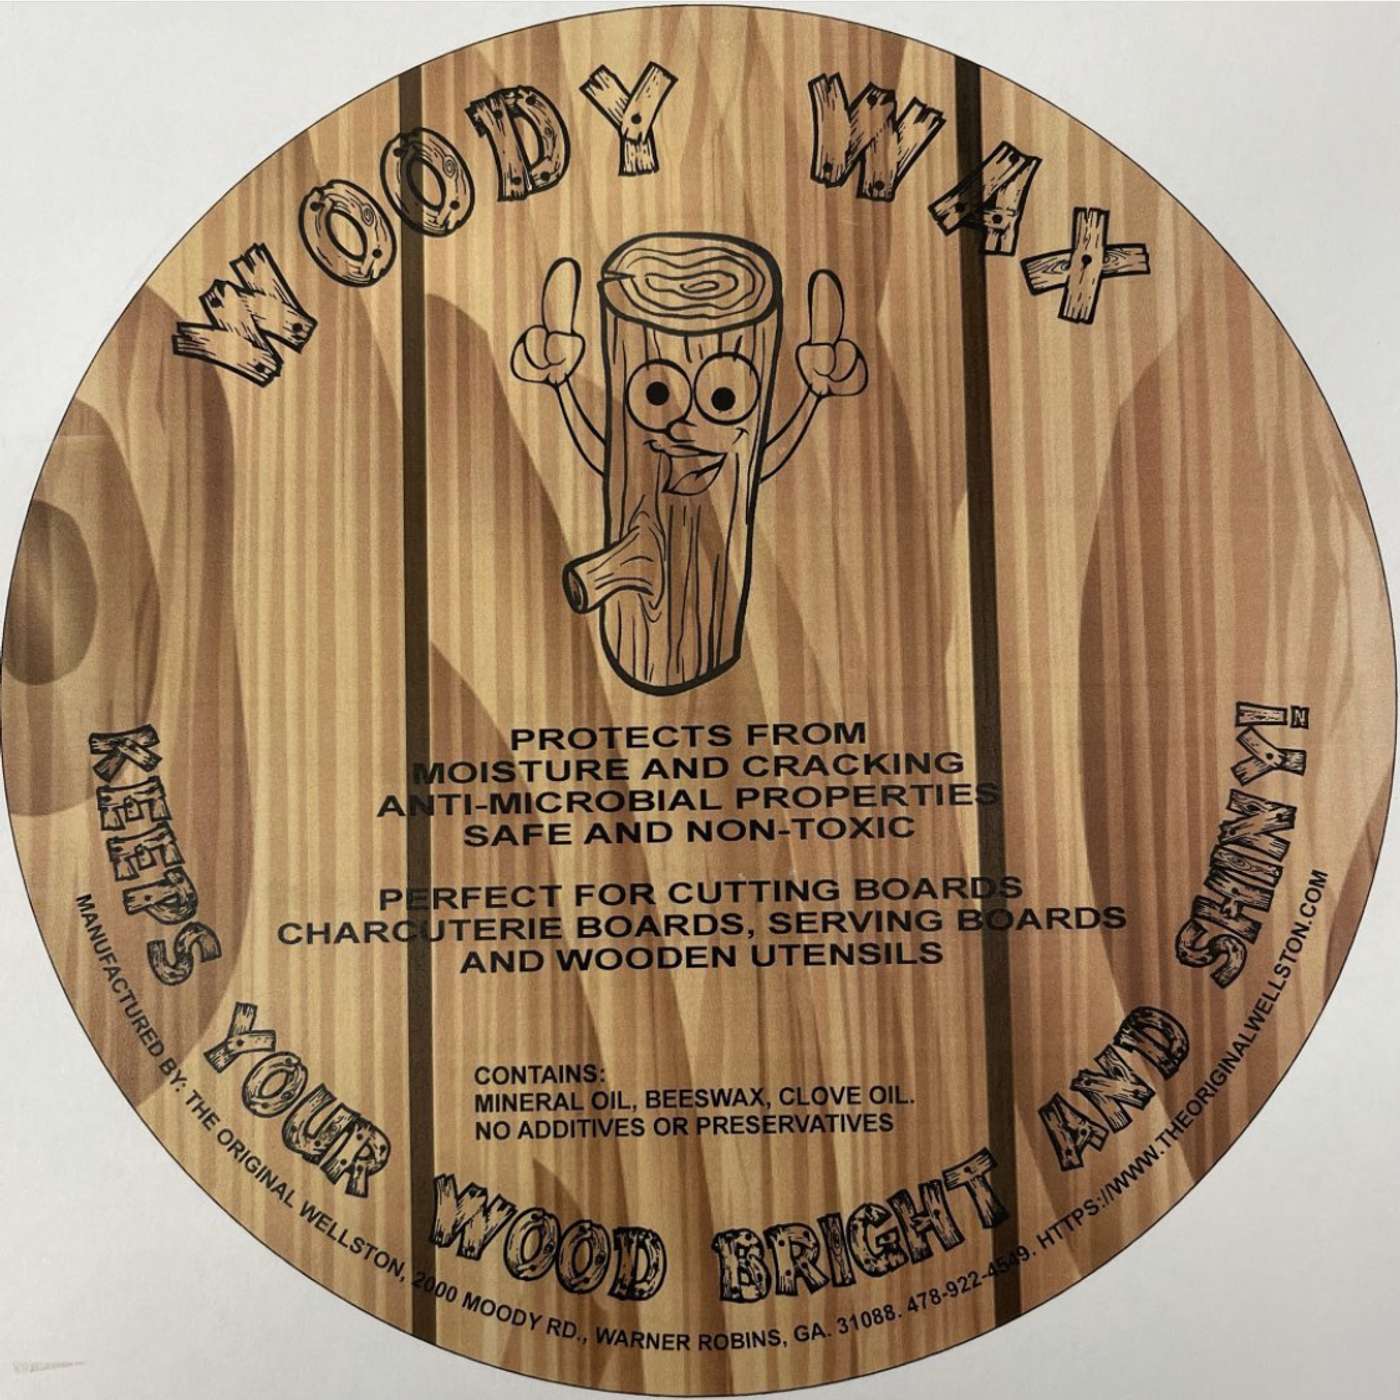 WOODY WAX
PROTECTS FROM
MOISTURE AND CRACKING
ANTI-MICROBIAL PROPERTIES
SAFE AND NON-TOXIC
PERFECT FOR CUTTING BOARDS
CHARCUTERIE BOARDS, SERVING BOARDS
AND WOODEN UTENSILS
CONTAINS:
MINERAL OIL, BEESWAX, CLOVE OIL.
NO ADDITIVES OR PRESERVATIVES
KEEPS YOUR WOOD BRIGHT AND SHINNY!
MANUFACTURED BY: THE ORIGINAL WELLSTON, 2000 MOODY RD., WARNER ROBINS, GA. 31088. 478-922-4549. HTTPS://WWW.THEORIGINALWELLSTON.COM